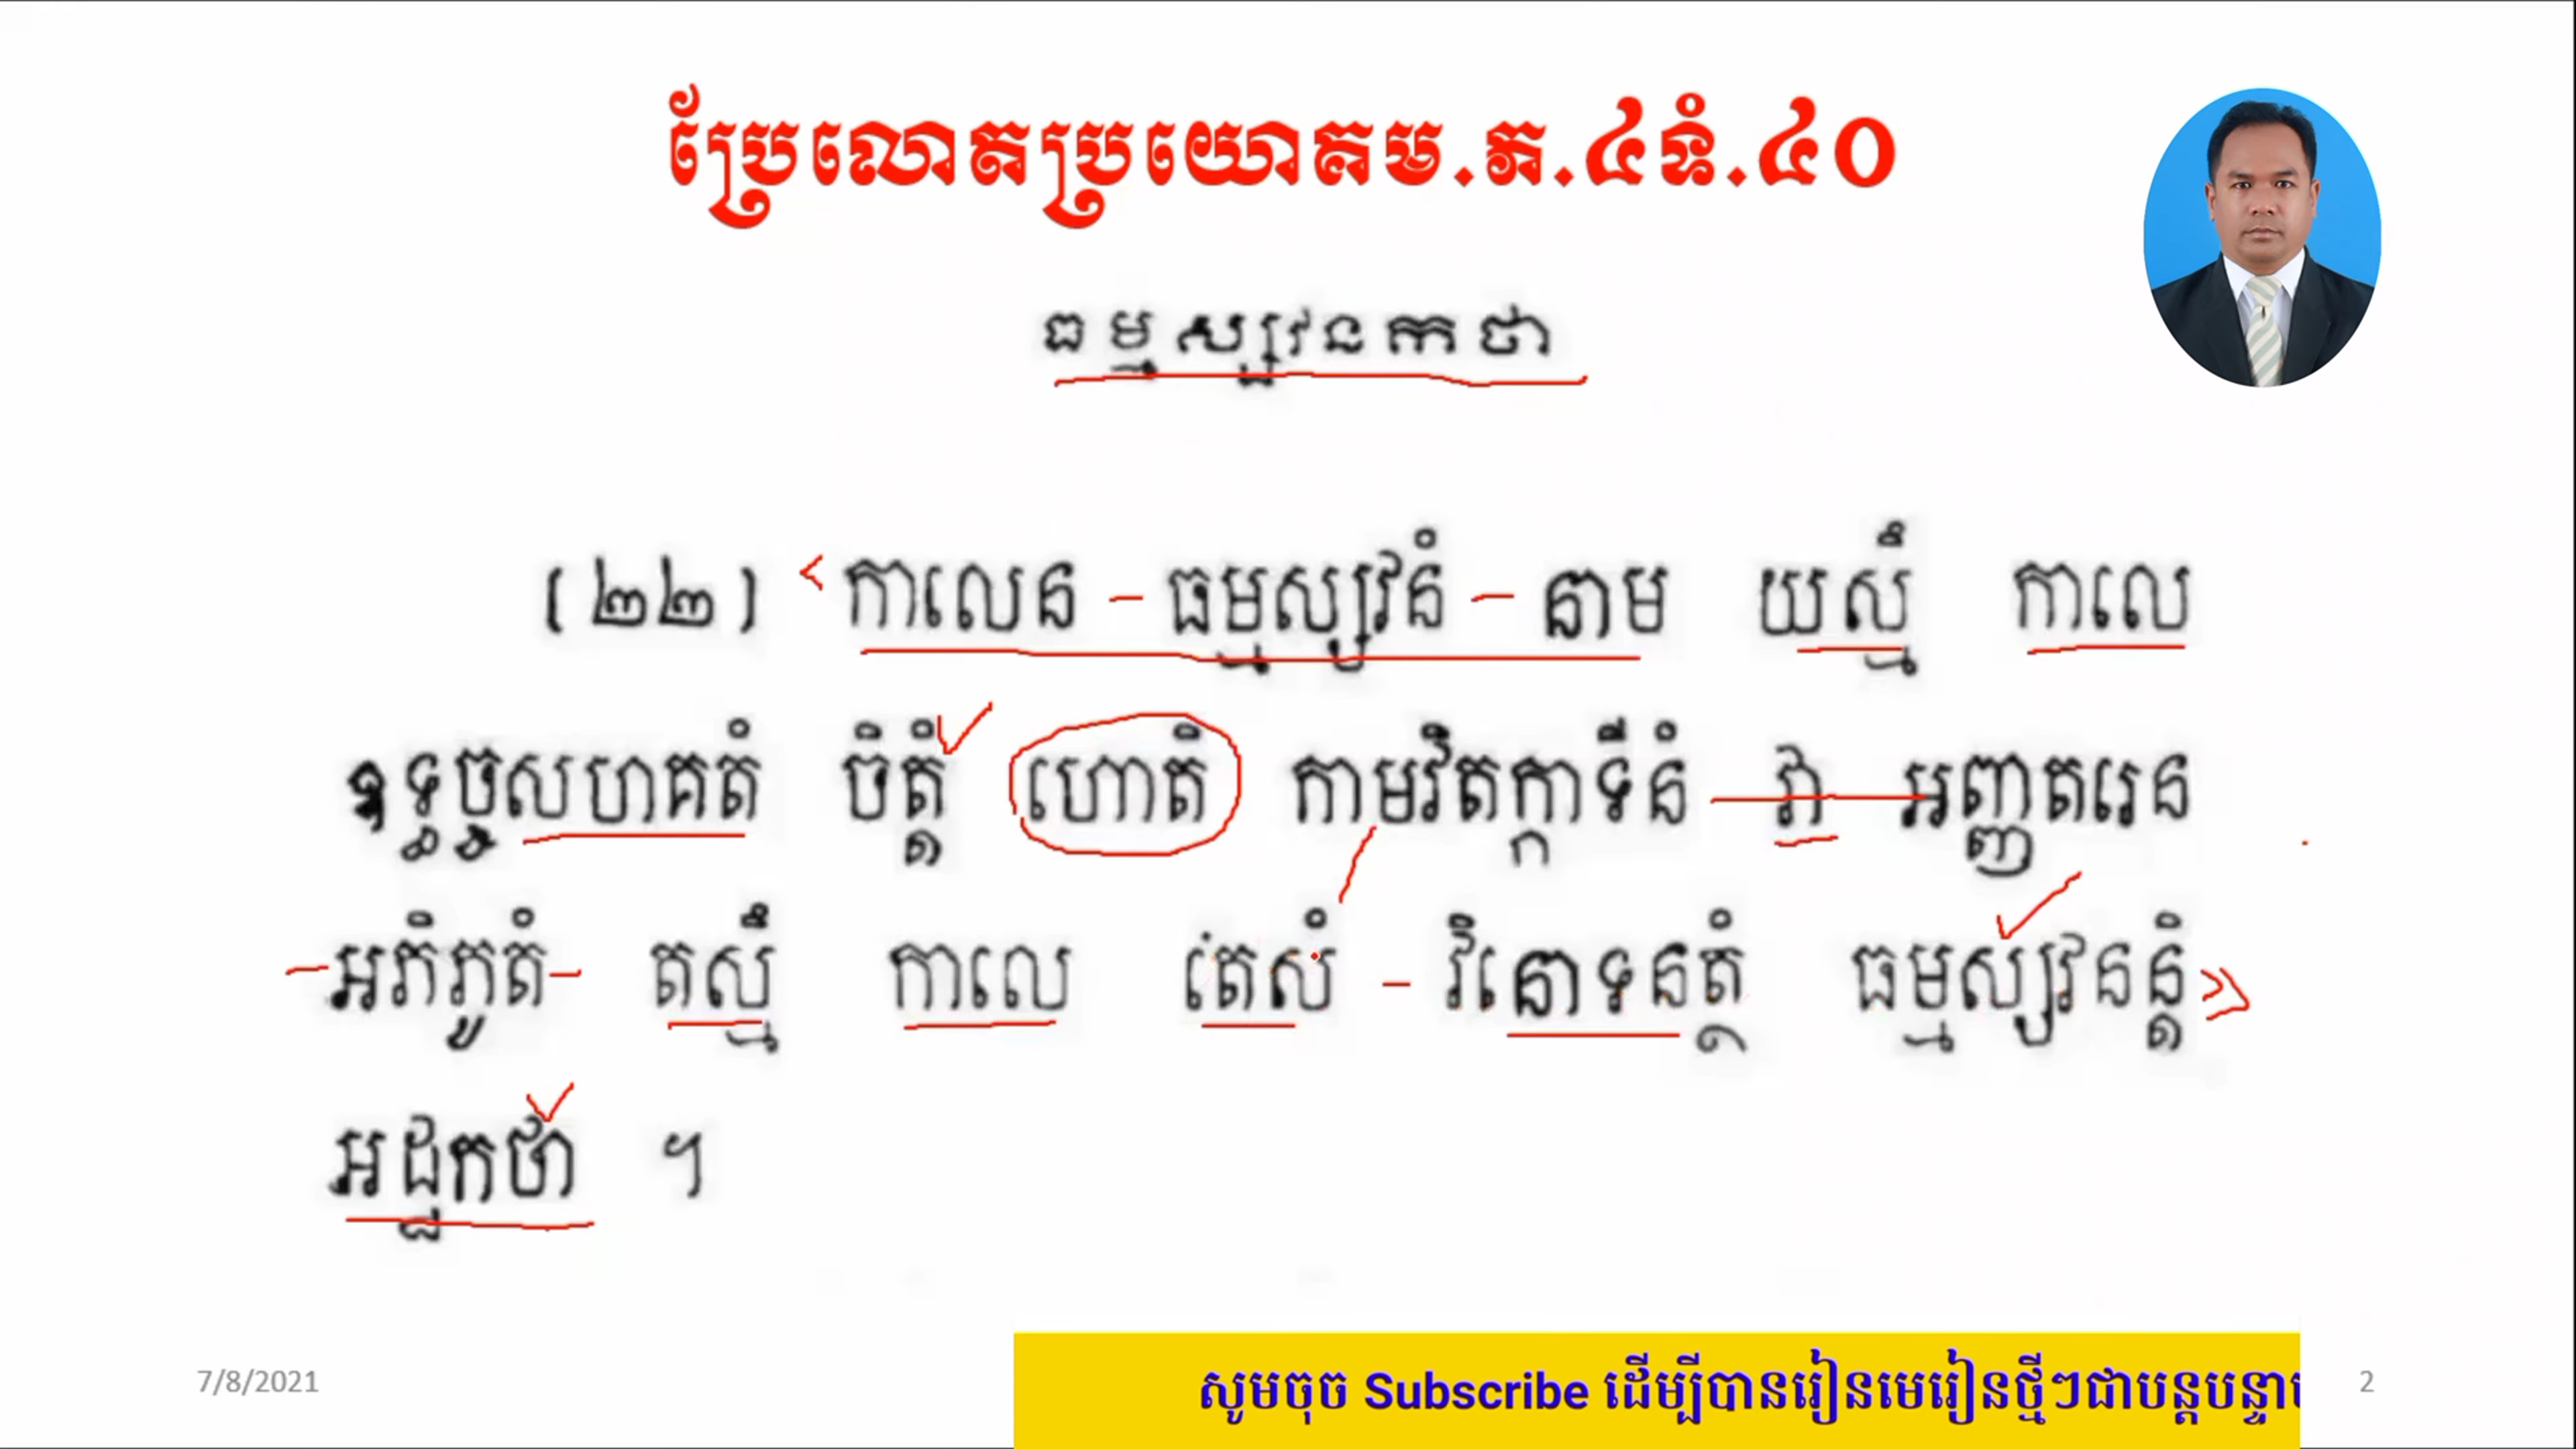 ប្រែលោតប្រយោគម.ភ.៤ទំ.៤០
ធម្មស្សវនកថា
(២២) កាលេន ធម្មស្សវនំ នាម យស្មឹ កាលេ
ឧទ្ធច្ចសហគតំ ចិត្តំ ហោតិ កាមវិតក្កាទីនំ វា អញ្ញតរេន
អភិភូតំ តស្មឹ កាលេ តេសំ វិនោទនត្ថំ ធម្មស្សវនន្តិ
អដ្ឋកថា ។
7/8/2021
សូមចុច Subscribe ដើម្បីបានរៀនមេរៀនថ្មីៗជាបន្តបន្ទា
2